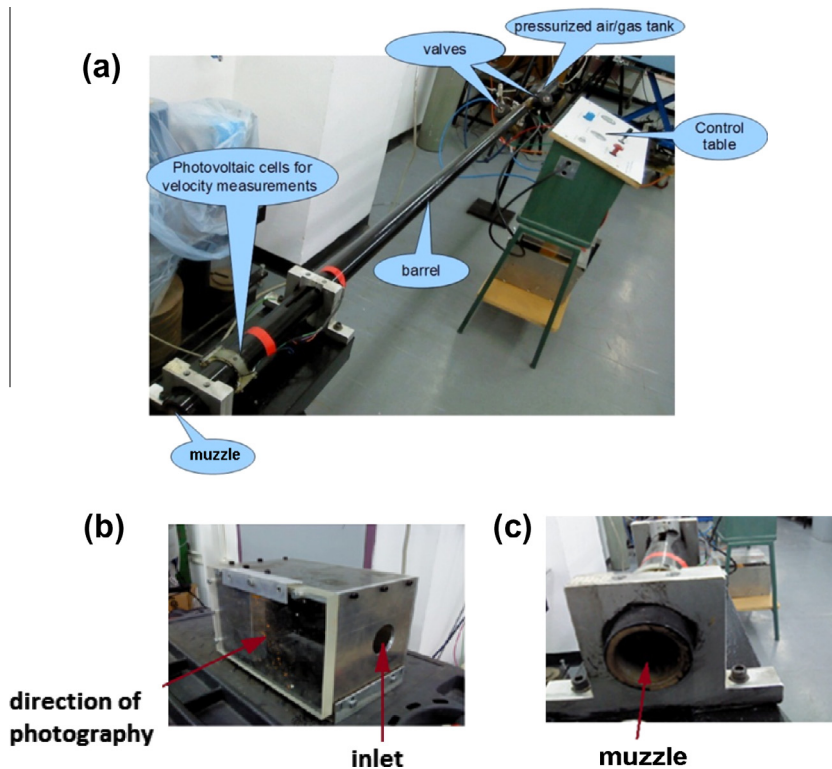 (a)
valves
pressurized air/gas tank
Control
table
Photovoltaic cells for
velocity measurements
barrel
muzzle
(b)
(c)
direction of
photography
inlet
muzzle